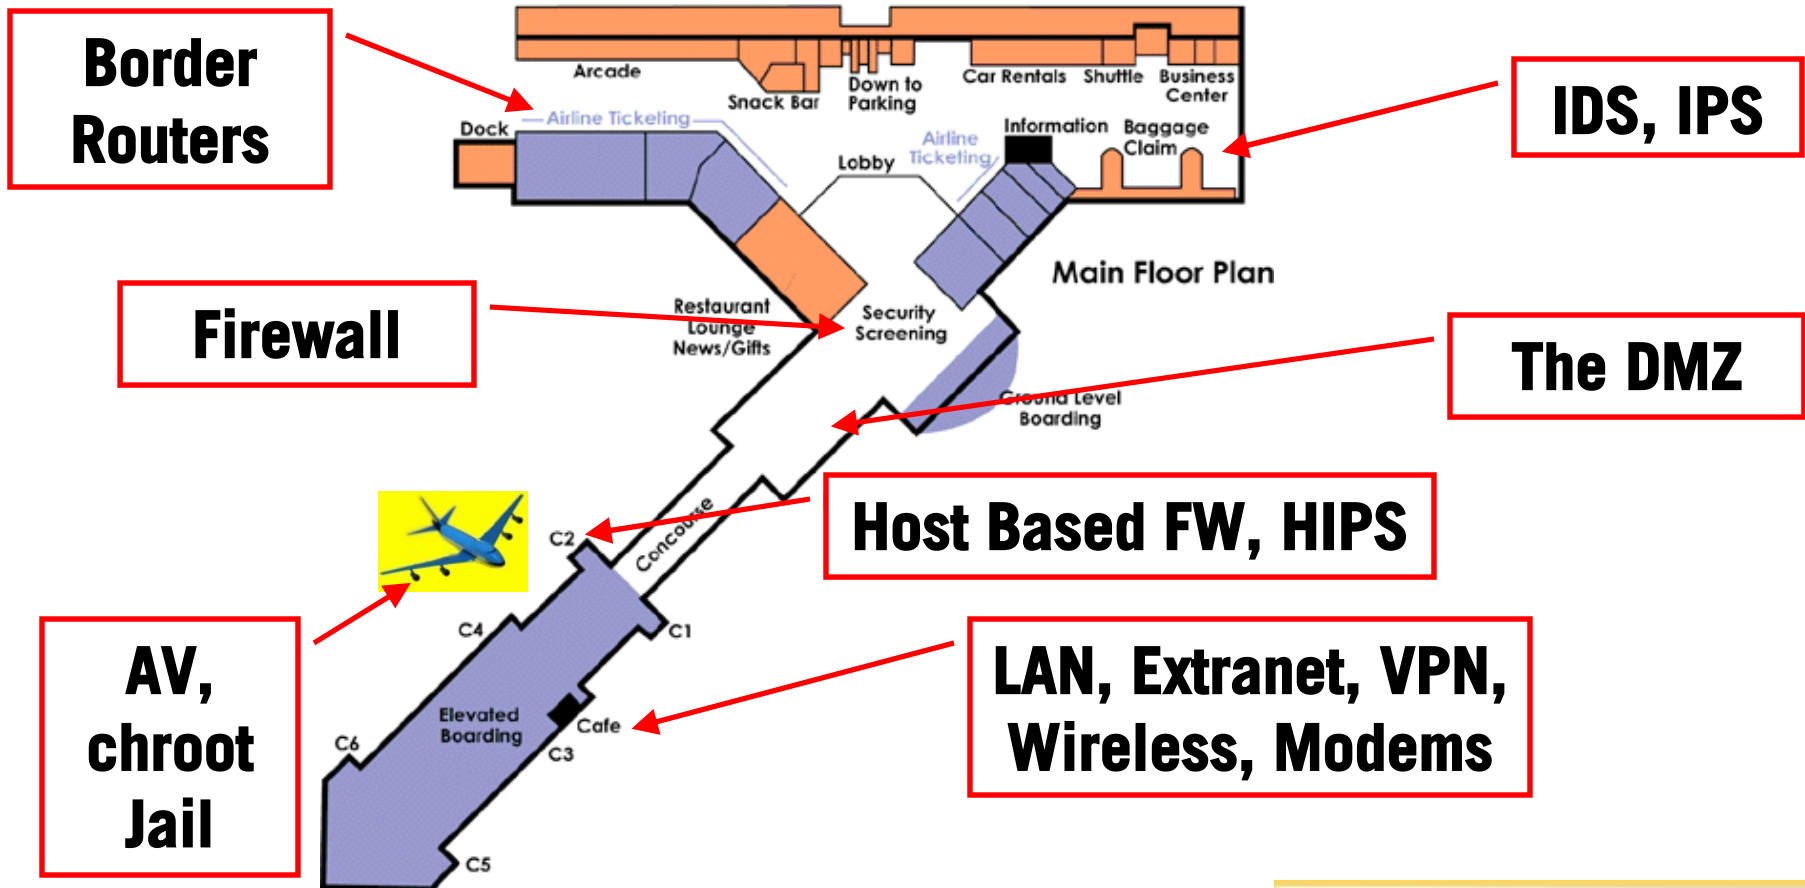 Border
Routers
Arcade
Snack Bar
Down to
Parking
Car Rentals
Shuttle
Business
Center
IDS, IPS
Dock
Airline Ticketing
Airline
Ticketing
Information
Baggage
Claim
Lobby
Main Floor Plan
Firewall
Restaurant
Lounge
News/Gifts
Security
Screening
The DMZ
Ground Level
Boarding
Host Based FW, HIPS
Concourse
C2
C4
C1
AV,
chroot
Jail
LAN, Extranet, VPN,
Wireless, Modems
Elevated
Boarding
Cafe
C3
C6
C5